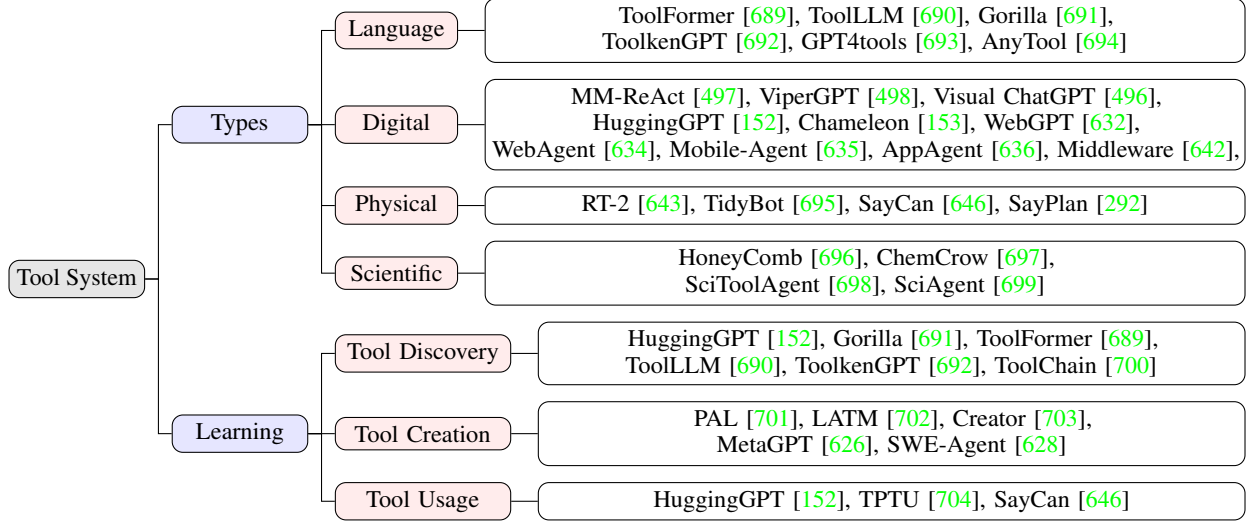 Language
ToolFormer [689], ToolLLM [690], Gorilla [691],
ToolkenGPT [692], GPT4tools [693], AnyTool [694]
Types
Digital
MM-ReAct [497], ViperGPT [498], Visual ChatGPT [496],
HuggingGPT [152], Chameleon [153], WebGPT [632],
WebAgent [634], Mobile-Agent [635], AppAgent [636], Middleware [642],
Physical
RT-2 [643], TidyBot [695], SayCan [646], SayPlan [292]
Tool System
Scientific
HoneyComb [696], ChemCrow [697],
SciToolAgent [698], SciAgent [699]
Tool Discovery
HuggingGPT [152], Gorilla [691], ToolFormer [689],
ToolLLM [690], ToolkenGPT [692], ToolChain [700]
Learning
Tool Creation
PAL [701], LATM [702], Creator [703],
MetaGPT [626], SWE-Agent [628]
Tool Usage
HuggingGPT [152], TPTU [704], SayCan [646]